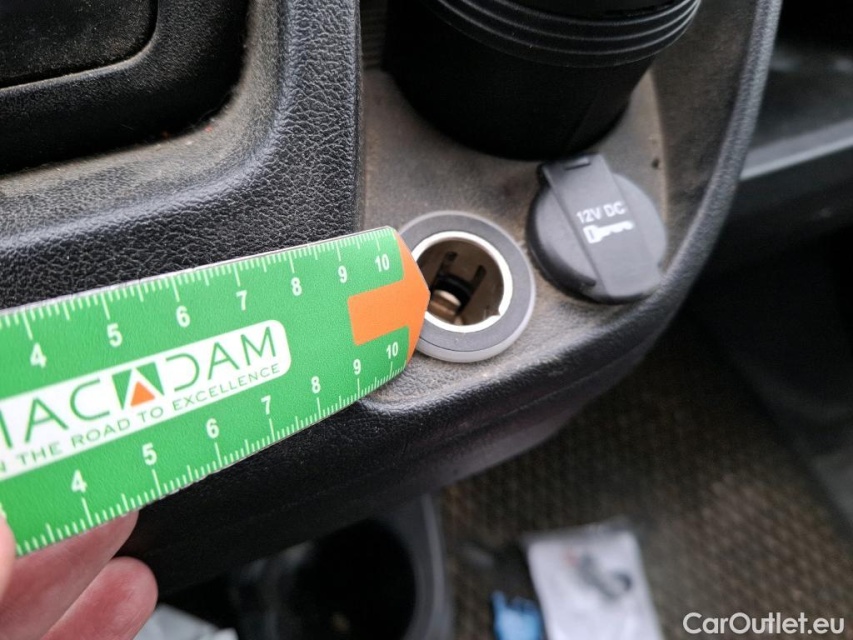 12V DC
4 5 6 7 8 9 10
MACADAM
N THE ROAD TO EXCELLENCE
4 5 6 7 8 9 10
CarOutlet.eu